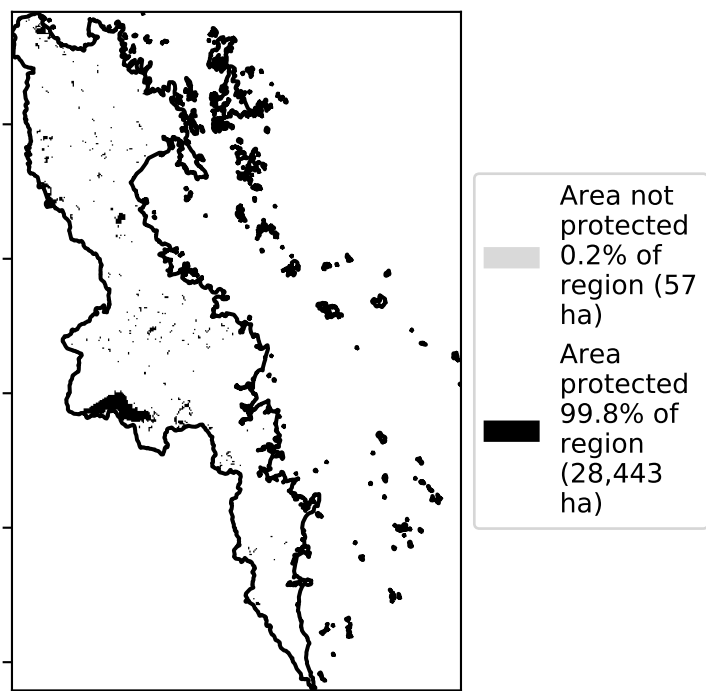 Area not
protected
0.2% of
region (57
ha)
Area
protected
99.8% of
region
(28,443
ha)